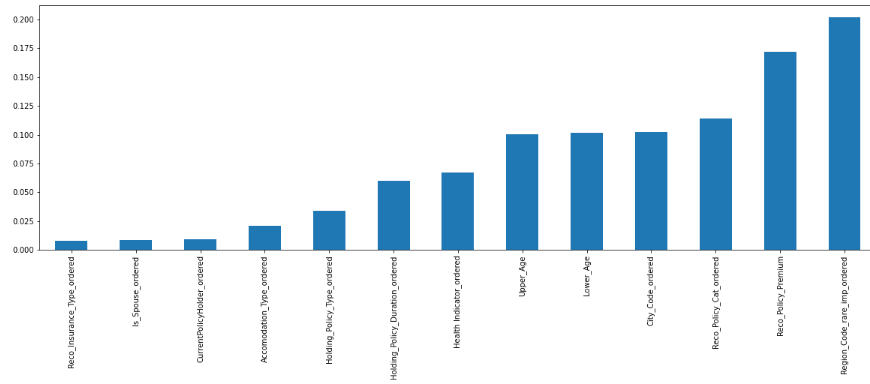 0.200
0.175
0.150
0.125
0.100
0.075
0.050
0.025
0.000
Reco_Insurance_Type_ordered
Is_Spouse_ordered
CurrentPolicyHolder_ordered
Accomodation_Type_ordered
Holding_Policy_Type_ordered
Holding_Policy_Duration_ordered
Health Indicator_ordered
Upper_Age
Lower_Age
City_Code_ordered
Reco_Policy_Cat_ordered
Reco_Policy_Premium
Region_Code_rare_imp_ordered